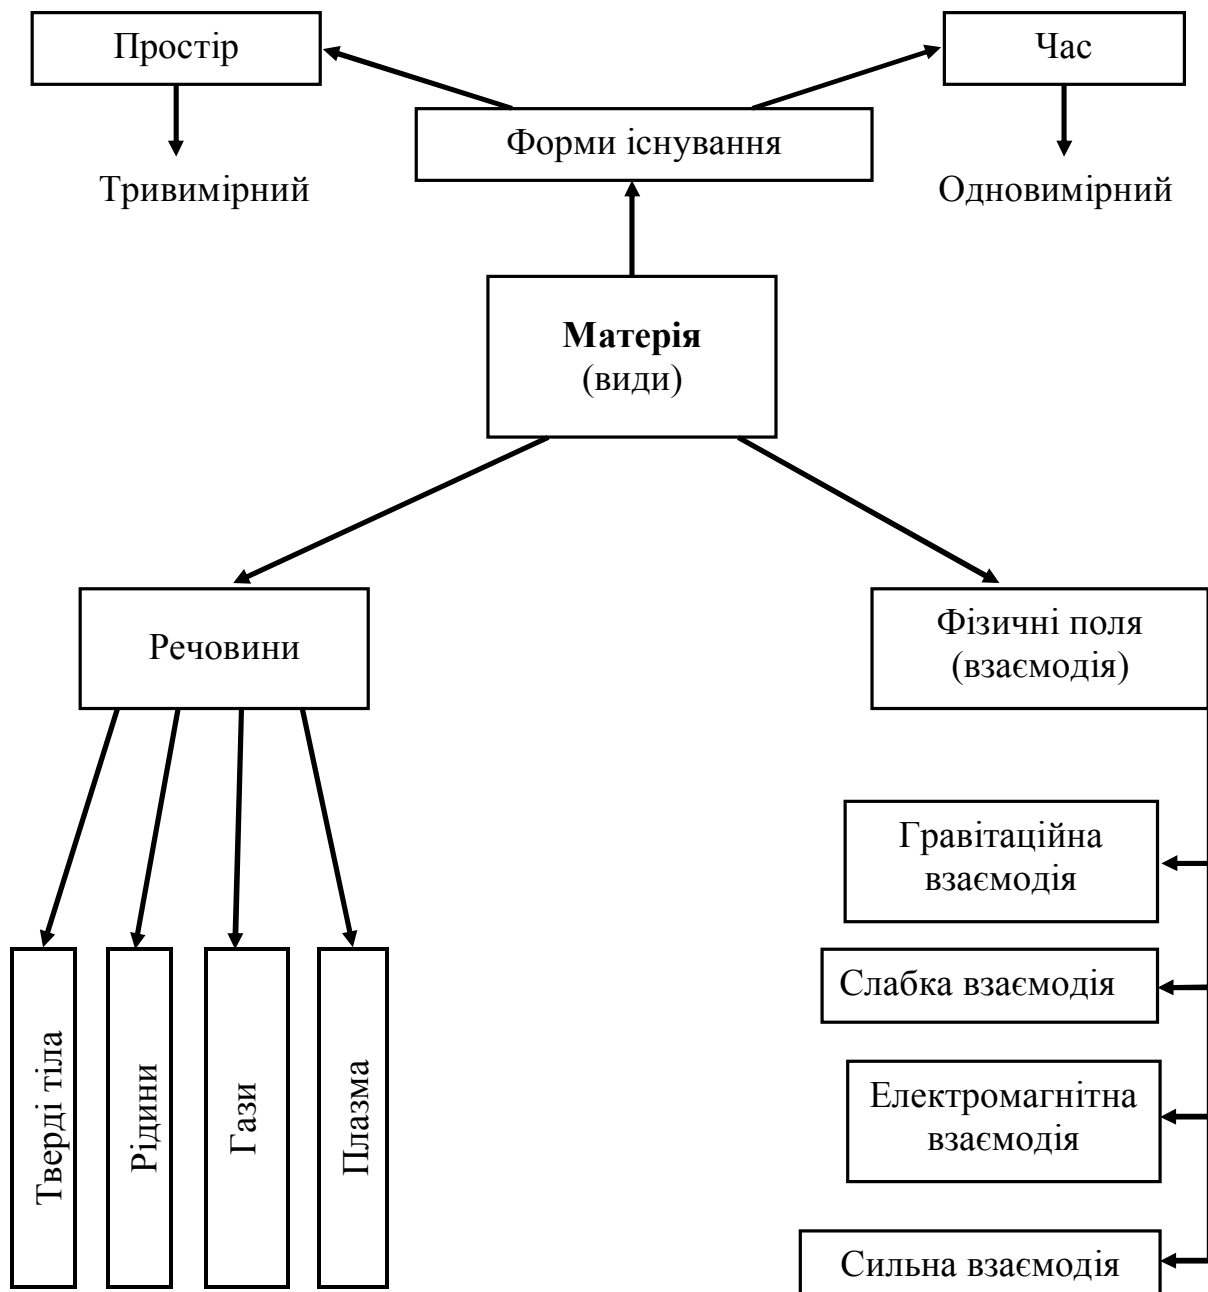 Простір
Час
Форми існування
Тривимірний
Одновимірний
Матерія
(види)
Речовини
Фізичні поля
(взаємодія)
Гравітаційна
взаємодія
Слабка взаємодія
Електромагнітна
взаємодія
Сильна взаємодія
Тверді тіла
Рідини
Гази
Плазма